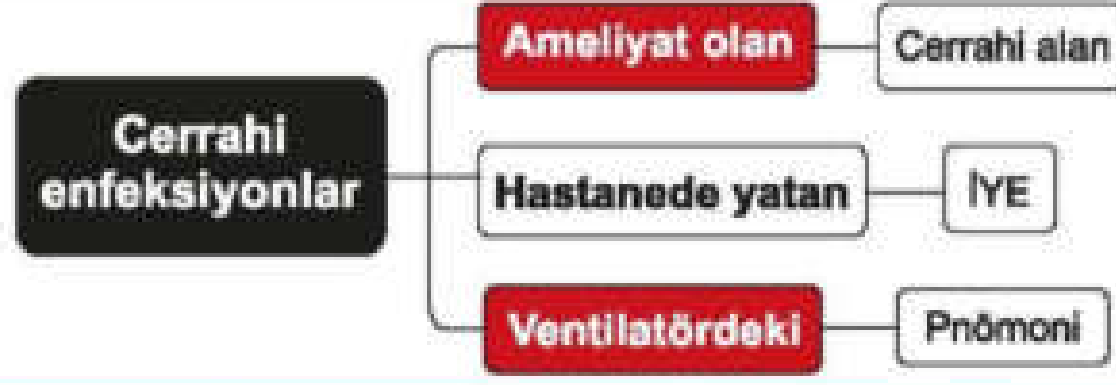 Cerrahi
enfeksiyonlar
Ameliyat olan
Cerrahi alan
Hastanede yatan
İYE
Ventilatördeki
Pnömoni